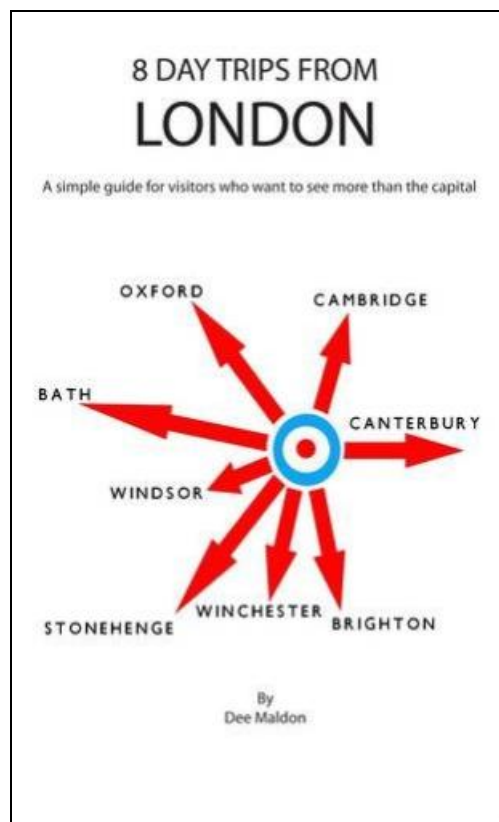 8 DAY TRIPS FROM
LONDON
A simple guide for visitors who want to see more than the capital
OXFORD
CAMBRIDGE
BATH
CANTERBURY
WINDSOR
WINCHESTER
STONEHENGE
BRIGHTON
By
Dee Maldon